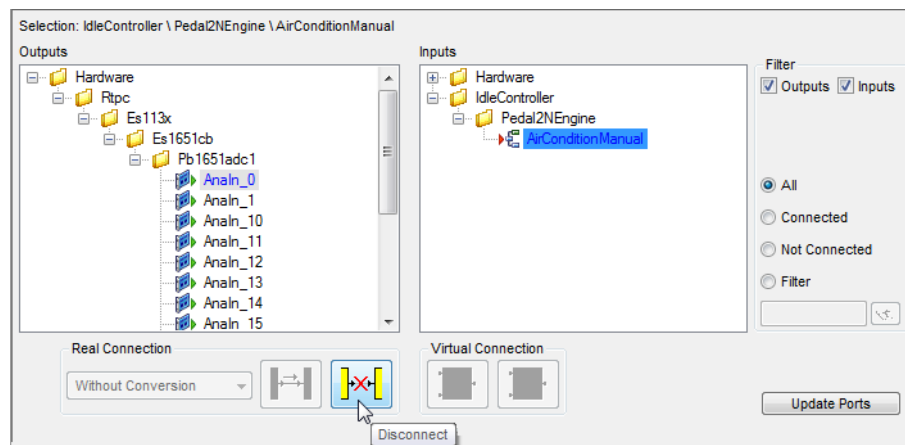 Selection: IdleController \ Pedal2NEngine \ AirConditionManual
Outputs
Hardware
Rtpc
Es113x
Es1651cb
Pb1651adc1
AnaIn_0
AnaIn_1
AnaIn_10
AnaIn_11
AnaIn_12
AnaIn_13
AnaIn_14
AnaIn_15
Inputs
Hardware
IdleController
Pedal2NEngine
AirConditionManual
Filter
Outputs Inputs
All
Connected
Not Connected
Filter
Real Connection
Without Conversion
Virtual Connection
Update Ports
Disconnect